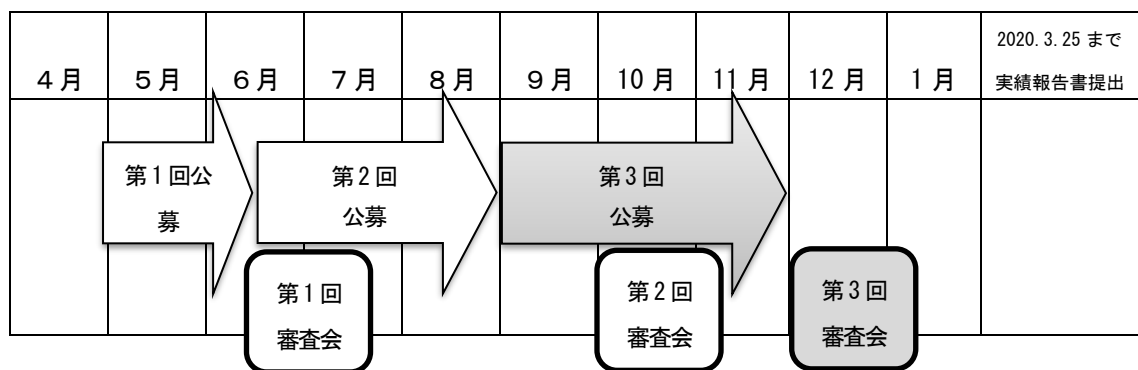 4月 5月 6月 7月 8月 9月 10月 11月 12月 1月 2020.3.25 まで
実績報告書提出
第1回公
募
第2回
公募
第3回
公募
第1回
審査会
第2回
審査会
第3回
審査会